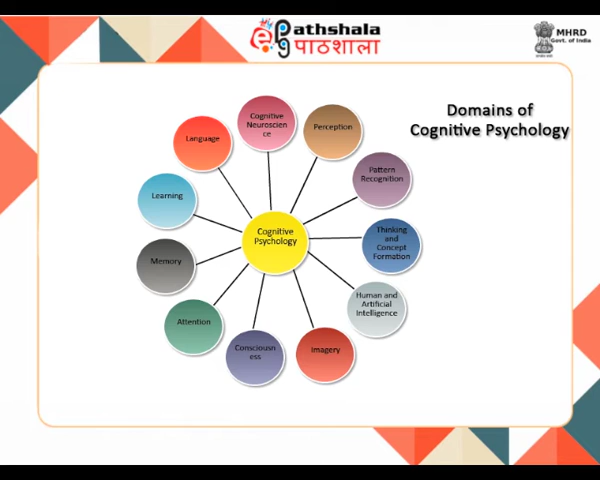 ePathshala
पाठशाला
MHRD
Govt. of India
Domains of
Cognitive Psychology
Cognitive
Neuroscien
ce
Perception
Pattern
Recognition
Thinking
and
Concept
Formation
Human and
Artificial
Intelligence
Imagery
Consciousn
ess
Attention
Memory
Learning
Language
Cognitive
Psychology